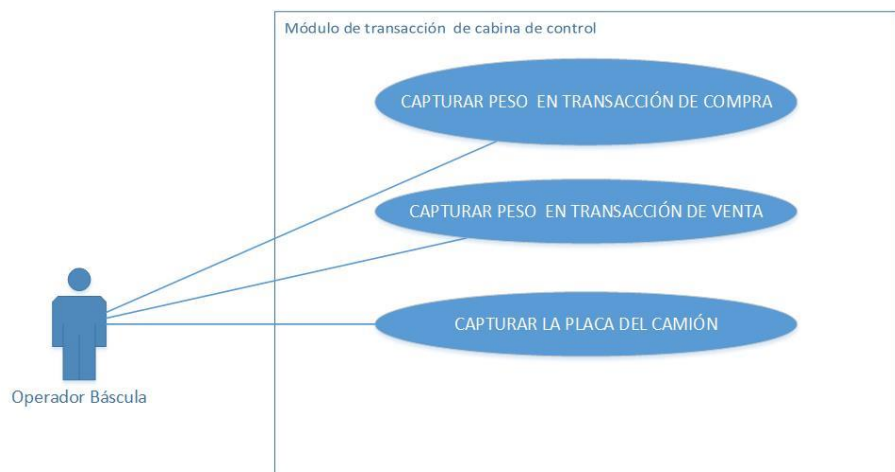 Módulo de transacción de cabina de control
CAPTURAR PESO EN TRANSACCIÓN DE COMPRA
CAPTURAR PESO EN TRANSACCIÓN DE VENTA
CAPTURAR LA PLACA DEL CAMIÓN
Operador Báscula